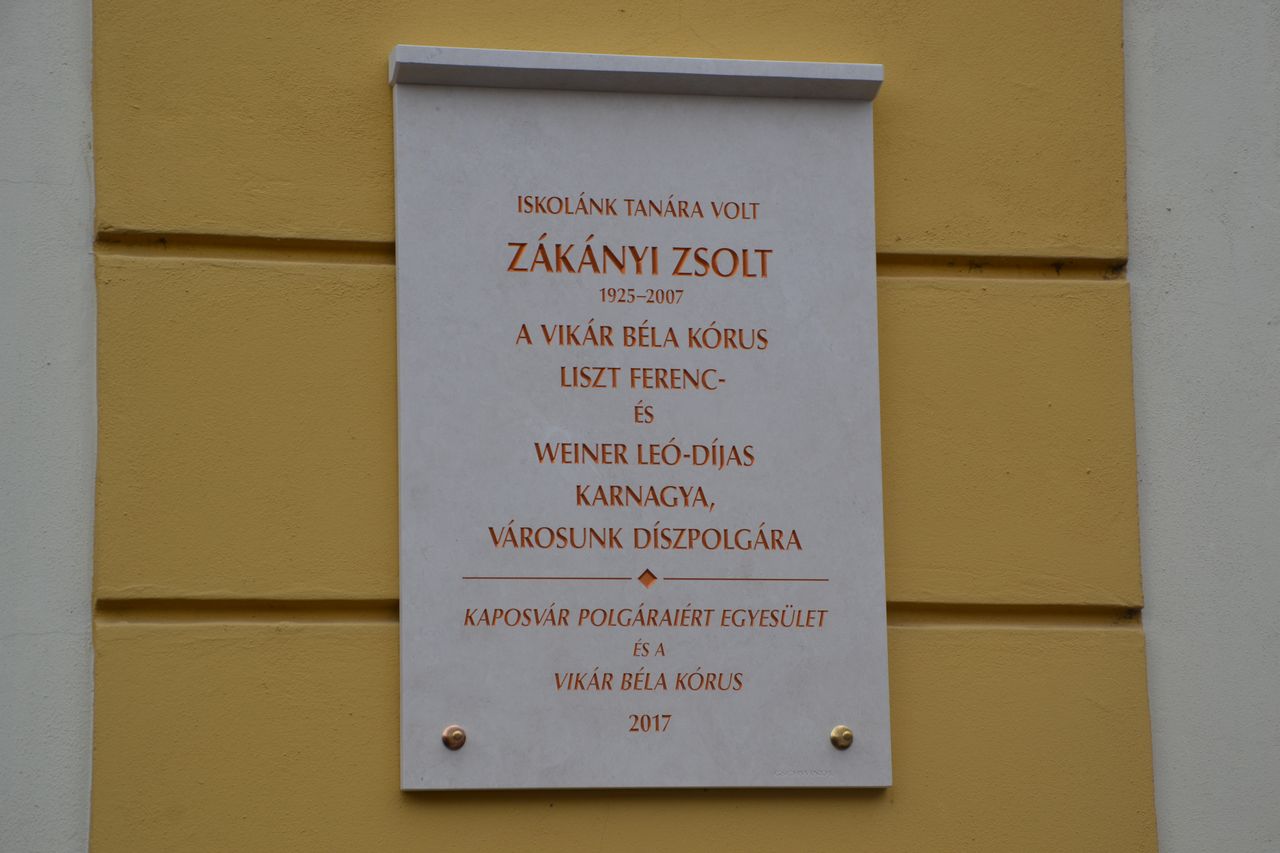 ISKOLÁNK TANÁRA VOLT
ZÁKÁNYI ZSOLT
1925–2007
A VIKÁR BÉLA KÓRUS
LISZT FERENC-
ÉS
WEINER LEÓ-DÍJAS
KARNAGYA,
VÁROSUNK DÍSZPOLGÁRA
KAPOSVÁR POLGÁRAIÉRT EGYESÜLET
ÉS A
VIKÁR BÉLA KÓRUS
2017